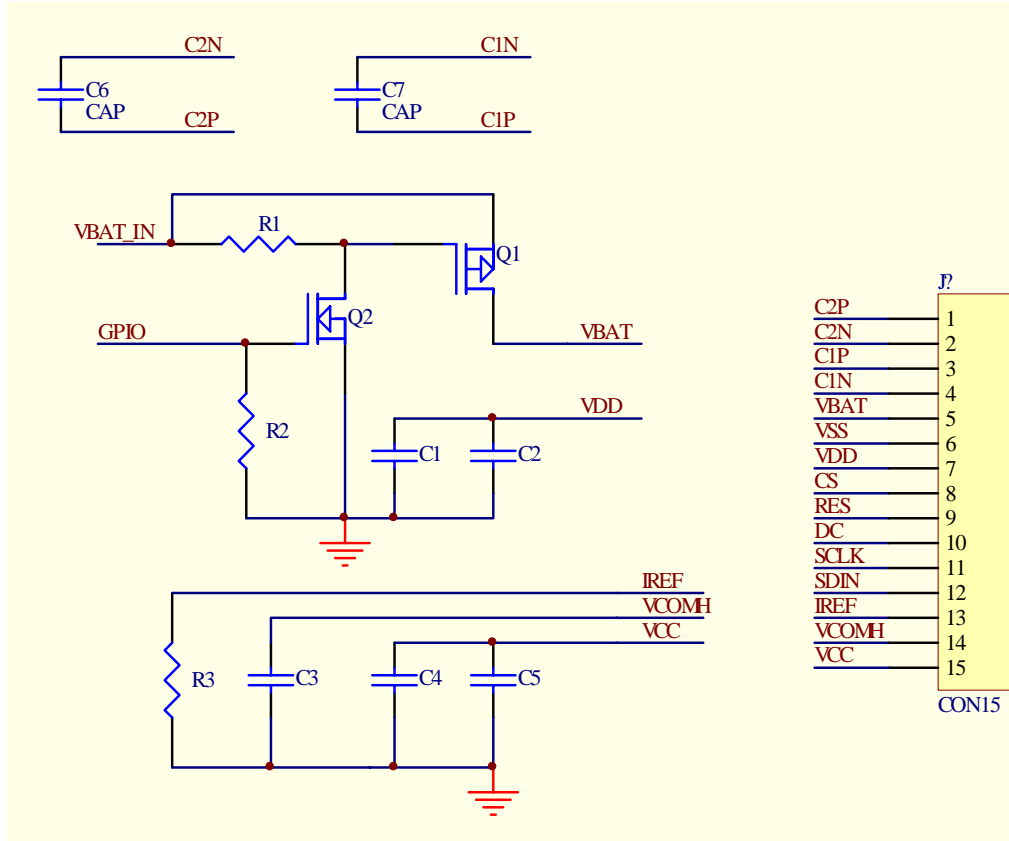 C2N
C6
CAP
C2P
C1N
C7
CAP
C1P
VBAT_IN
R1
Q1
GPIO
Q2
VBAT
R2
VDD
C1
C2
IREF
VCOMH
VCC
R3
C3
C4
C5
J?
C2P 1
C2N 2
C1P 3
C1N 4
VBAT 5
VSS 6
VDD 7
CS 8
RES 9
DC 10
SCLK 11
SDIN 12
IREF 13
VCOMH 14
VCC 15
CON15